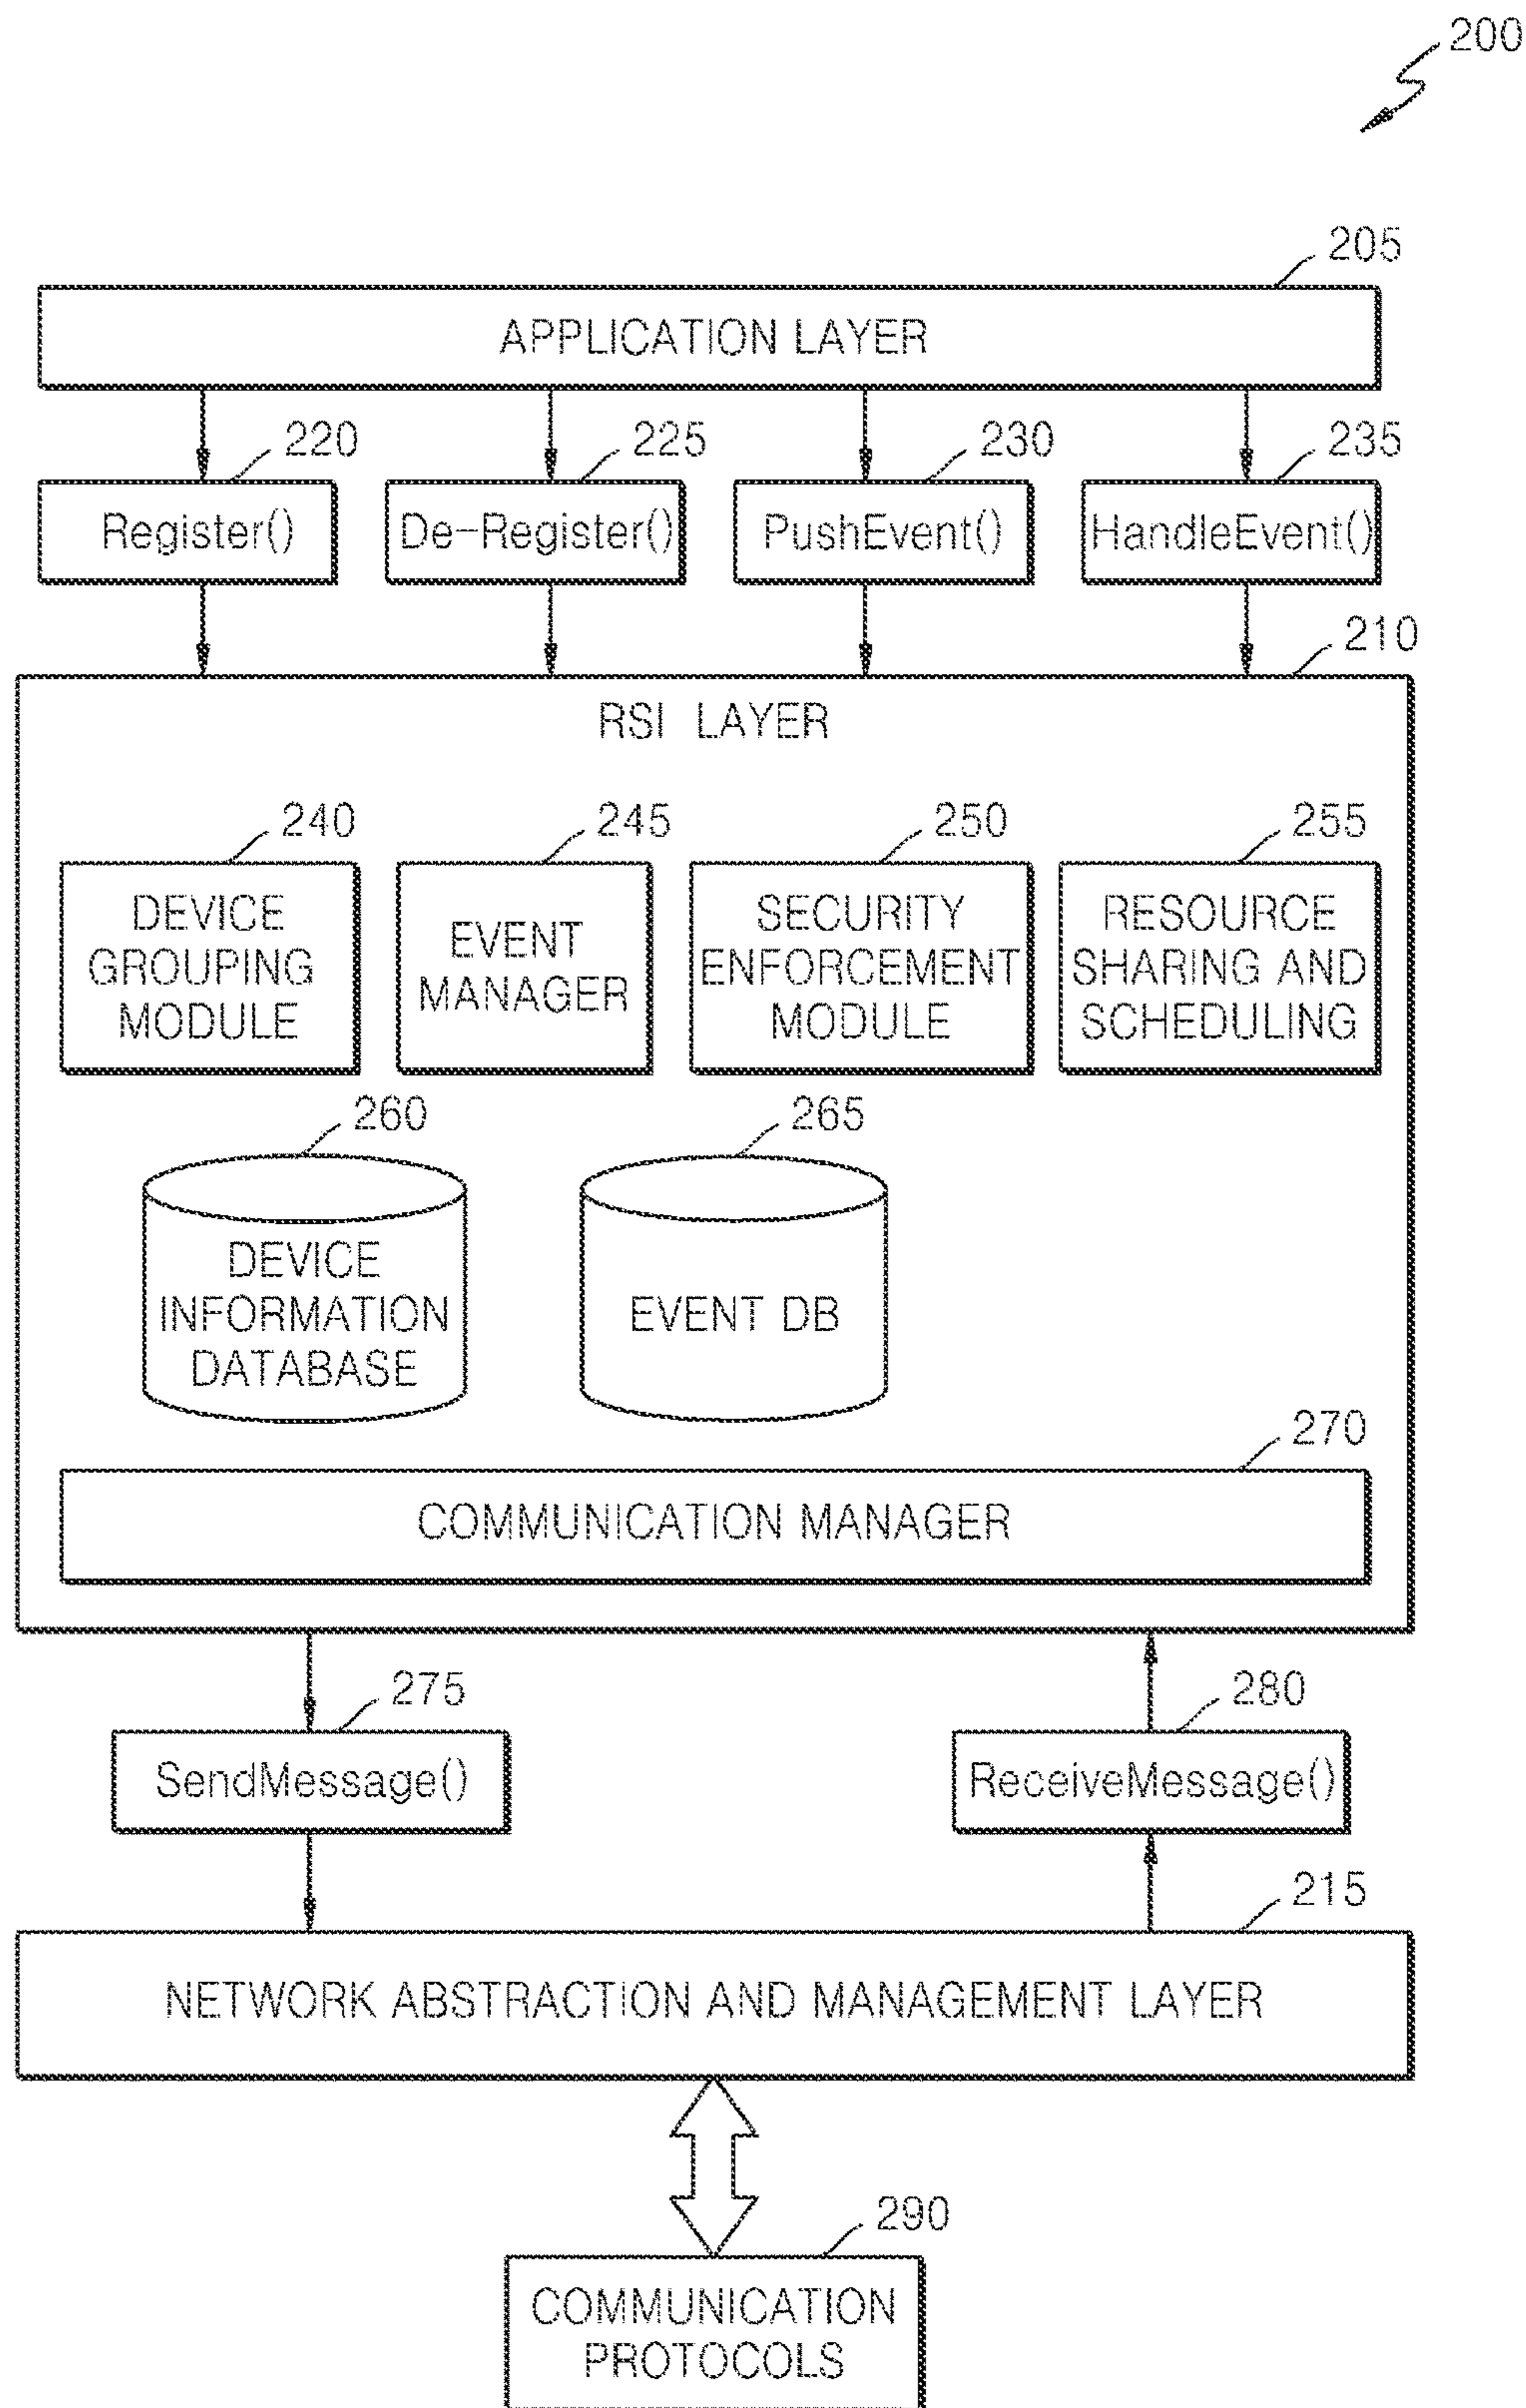 200
205
APPLICATION LAYER
220
225
230
235
Register()
De-Register()
PushEvent()
HandleEvent()
210
RSI LAYER
240
245
250
255
DEVICE
GROUPING
MODULE
EVENT
MANAGER
SECURITY
ENFORCEMENT
MODULE
RESOURCE
SHARING AND
SCHEDULING
260
265
DEVICE
INFORMATION
DATABASE
EVENT DB
270
COMMUNICATION MANAGER
275
280
SendMessage()
ReceiveMessage()
215
NETWORK ABSTRACTION AND MANAGEMENT LAYER
290
COMMUNICATION
PROTOCOLS